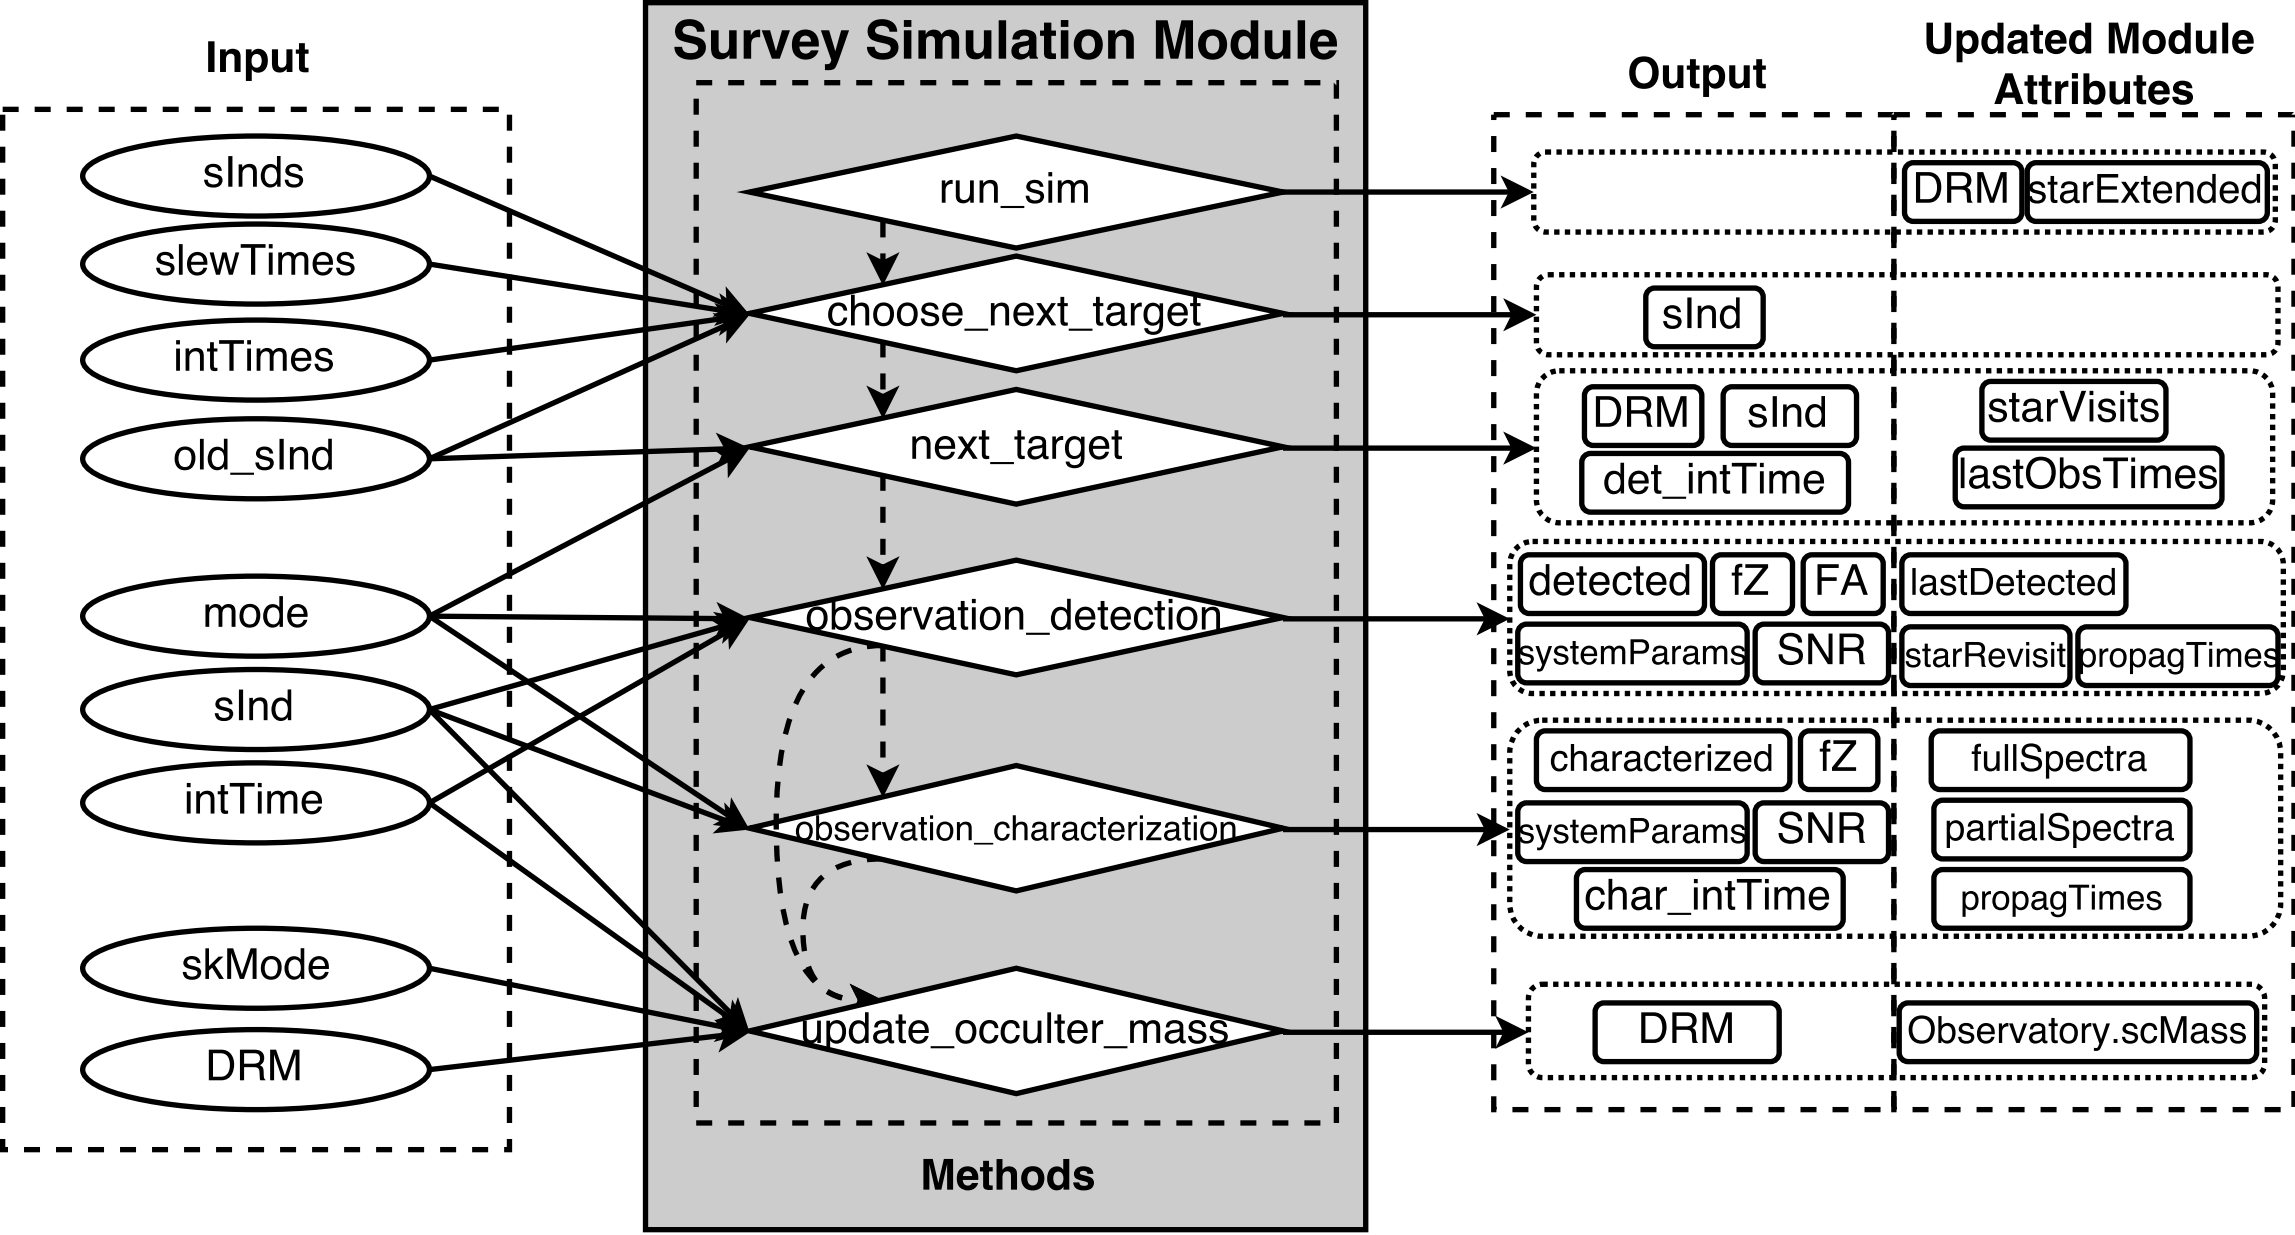 Input
sInds
slewTimes
intTimes
old_sInd
mode
sInd
intTime
skMode
DRM
Survey Simulation Module
run_sim
choose_next_target
next_target
observation_detection
observation_characterization
update_occulter_mass
Methods
Output
Updated Module
Attributes
DRM starExtended
sInd
DRM sInd
det_intTime
starVisits
lastObsTimes
detected fZ FA
systemParams SNR
lastDetected
starRevisit propagTimes
characterized fZ
systemParams SNR
char_intTime
fullSpectra
partialSpectra
propagTimes
DRM
Observatory.scMass